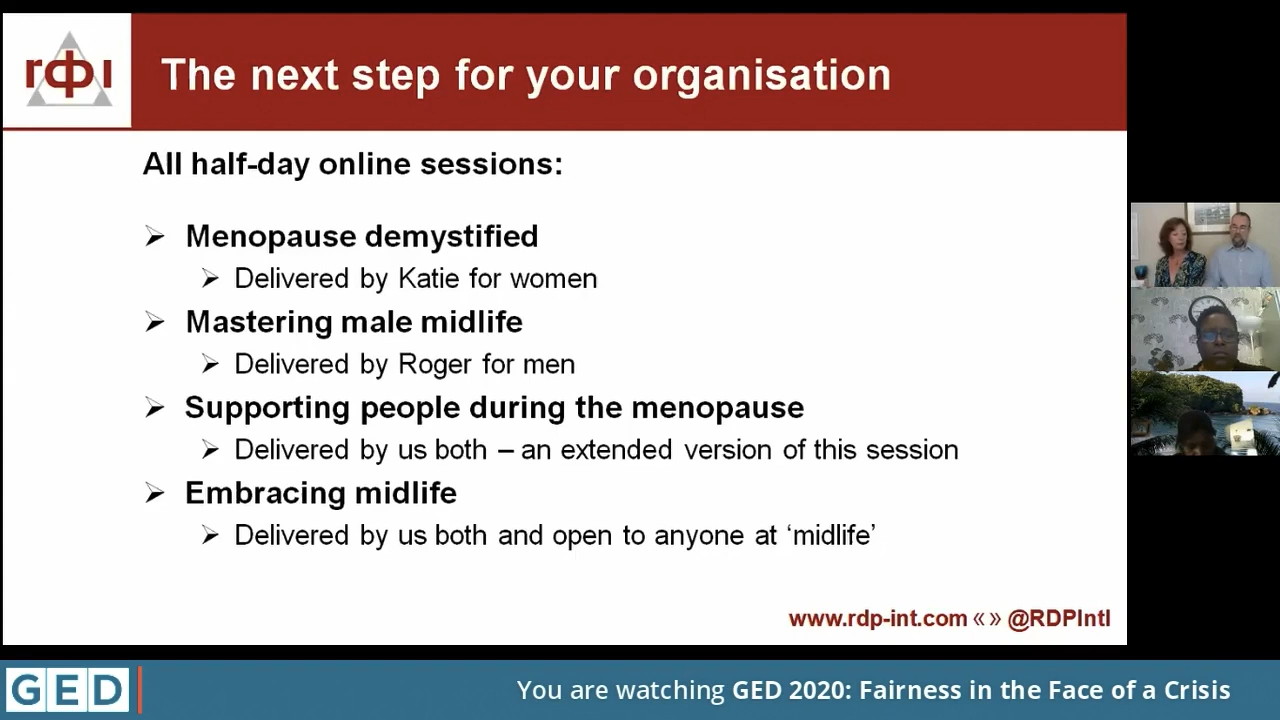 rφı
The next step for your organisation
All half-day online sessions:
➢ Menopause demystified
➢ Delivered by Katie for women
➢ Mastering male midlife
➢ Delivered by Roger for men
➢ Supporting people during the menopause
➢ Delivered by us both – an extended version of this session
➢ Embracing midlife
➢ Delivered by us both and open to anyone at ‘midlife’
www.rdp-int.com «» @RDPIntl
GED
You are watching GED 2020: Fairness in the Face of a Crisis